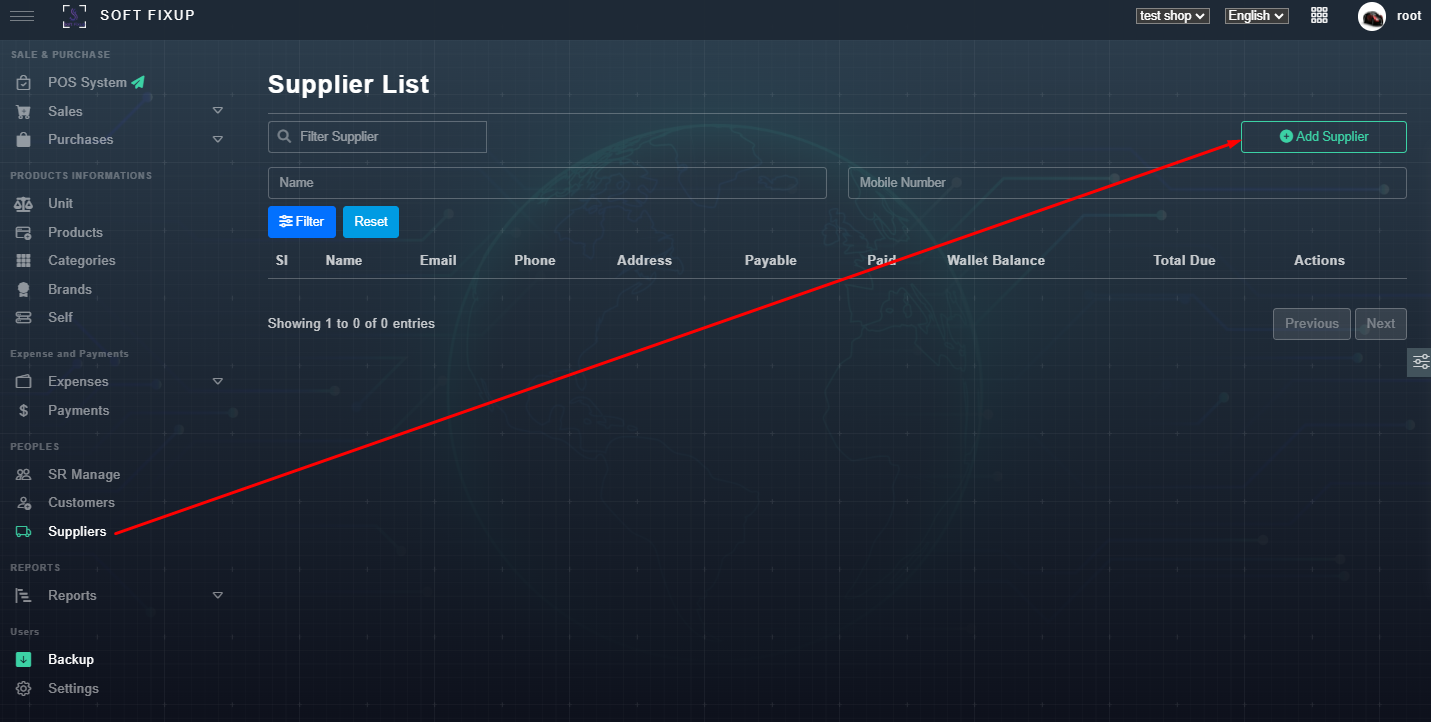 SOFT FIXUP
test shop
English
root
SALE & PURCHASE
POS System
Sales
Purchases
PRODUCTS INFORMATIONS
Unit
Products
Categories
Brands
Self
Expense and Payments
Expenses
Payments
PEOPLES
SR Manage
Customers
Suppliers
REPORTS
Reports
Users
Backup
Settings
Supplier List
Filter Supplier
Add Supplier
Name
Mobile Number
Filter
Reset
SI Name Email Phone Address Payable Paid Wallet Balance Total Due Actions
Showing 1 to 0 of 0 entries
Previous
Next